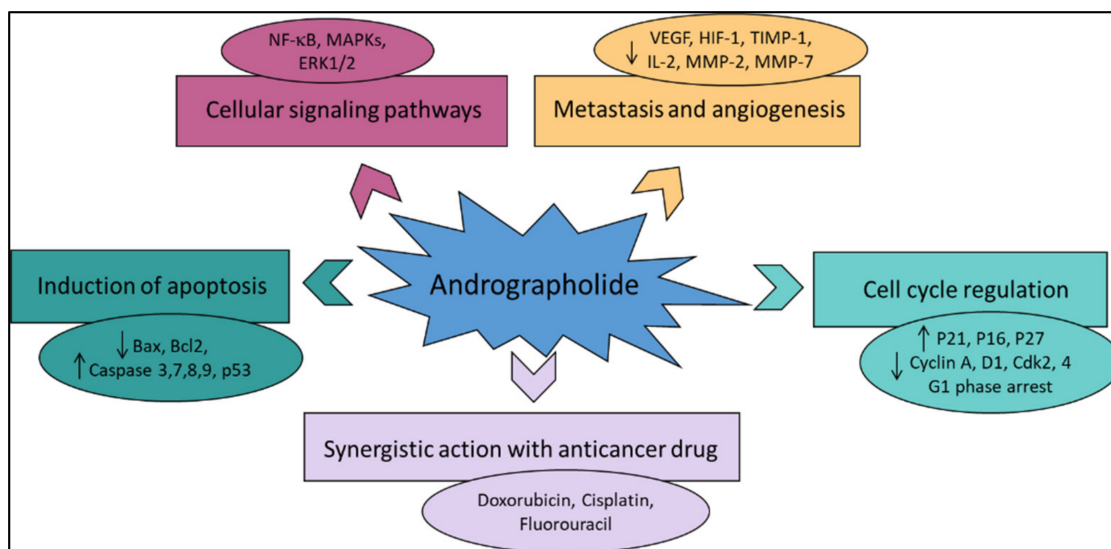 NF-κB, MAPKs,
ERK1/2
Cellular signaling pathways
↓ VEGF, HIF-1, TIMP-1,
IL-2, MMP-2, MMP-7
Metastasis and angiogenesis
Andrographolide
Induction of apoptosis
↓ Bax, Bcl2,
↑ Caspase 3,7,8,9, p53
Cell cycle regulation
↑ P21, P16, P27
↓ Cyclin A, D1, Cdk2, 4
G1 phase arrest
Synergistic action with anticancer drug
Doxorubicin, Cisplatin,
Fluorouracil